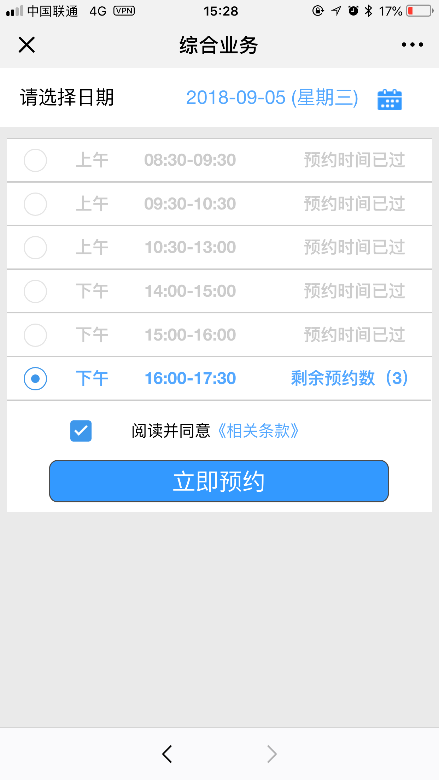 中国联通 4G VPN 15:28 17%
综合业务
请选择日期 2018-09-05 (星期三)
上午 08:30-09:30 预约时间已过
上午 09:30-10:30 预约时间已过
上午 10:30-13:00 预约时间已过
下午 14:00-15:00 预约时间已过
下午 15:00-16:00 预约时间已过
下午 16:00-17:30 剩余预约数（3）
阅读并同意《相关条款》
立即预约